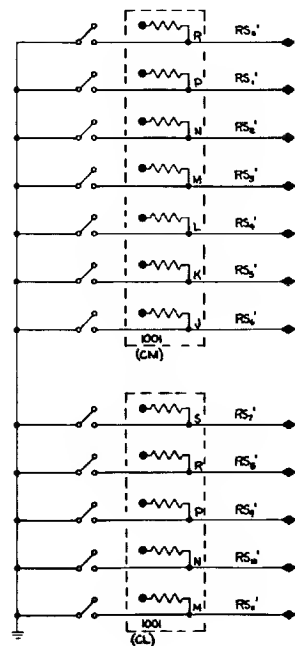 R RS₀'
P RS₁'
N RS₂'
M RS₃'
L RS₄'
K RS₅'
J RS₆'
1001
(CM)
S RS₇'
R RS₈'
P RS₉'
N RS₁₀'
M RS₁₁'
1001
(CL)